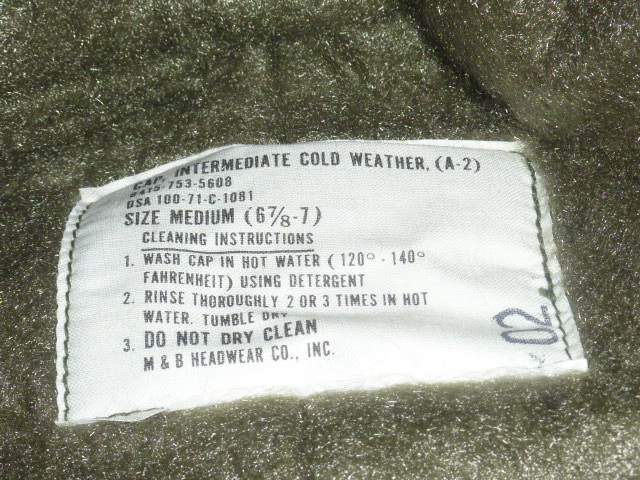 CAP, INTERMEDIATE COLD WEATHER, (A-2)
8415-753-5608
DSA 100-71-C-1081
SIZE MEDIUM (6⅞-7)
CLEANING INSTRUCTIONS
1. WASH CAP IN HOT WATER (120° - 140°
FAHRENHEIT) USING DETERGENT
2. RINSE THOROUGHLY 2 OR 3 TIMES IN HOT
WATER. TUMBLE DRY
3. DO NOT DRY CLEAN
M & B HEADWEAR CO., INC.
02